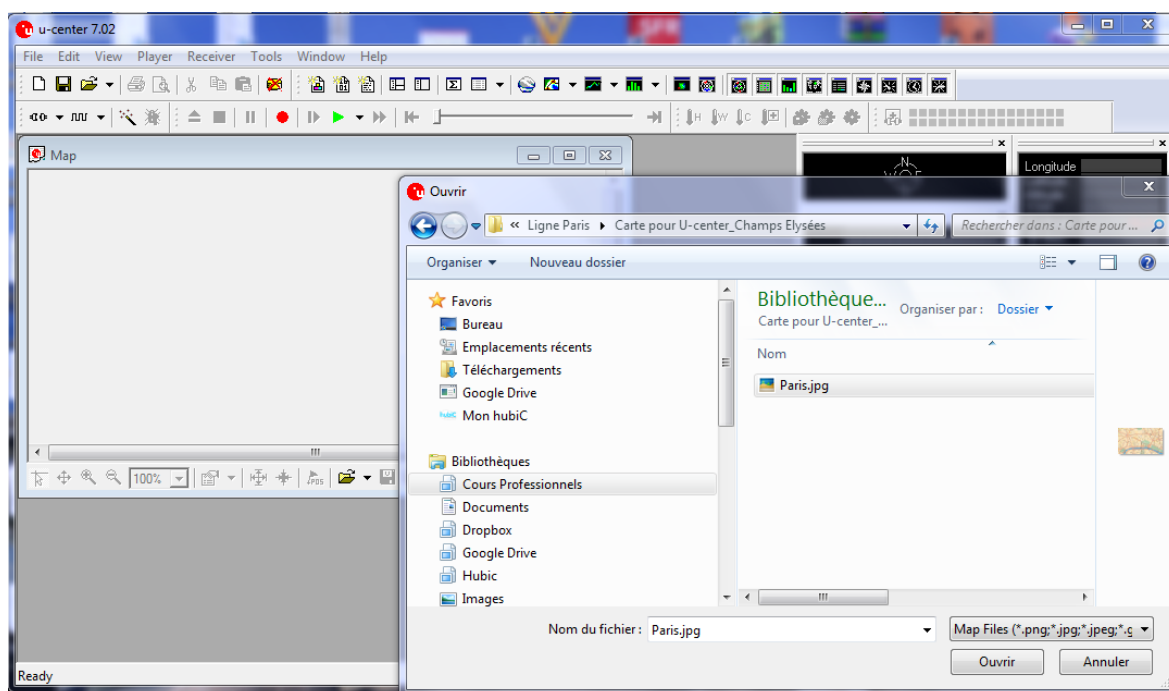 u-center 7.02
File Edit View Player Receiver Tools Window Help
Map
N
Longitude
100%
Ouvrir
« Ligne Paris Carte pour U-center_Champs Elysées
Rechercher dans : Carte pour ...
Organiser Nouveau dossier
Favoris
Bureau
Emplacements récents
Téléchargements
Google Drive
Mon hubiC
Bibliothèques
Cours Professionnels
Documents
Dropbox
Google Drive
Hubic
Images
Bibliothèque...
Carte pour U-center_...
Organiser par : Dossier
Nom
Paris.jpg
Nom du fichier : Paris.jpg
Map Files (*.png;*.jpg;*.jpeg;*.g
Ouvrir Annuler
Ready